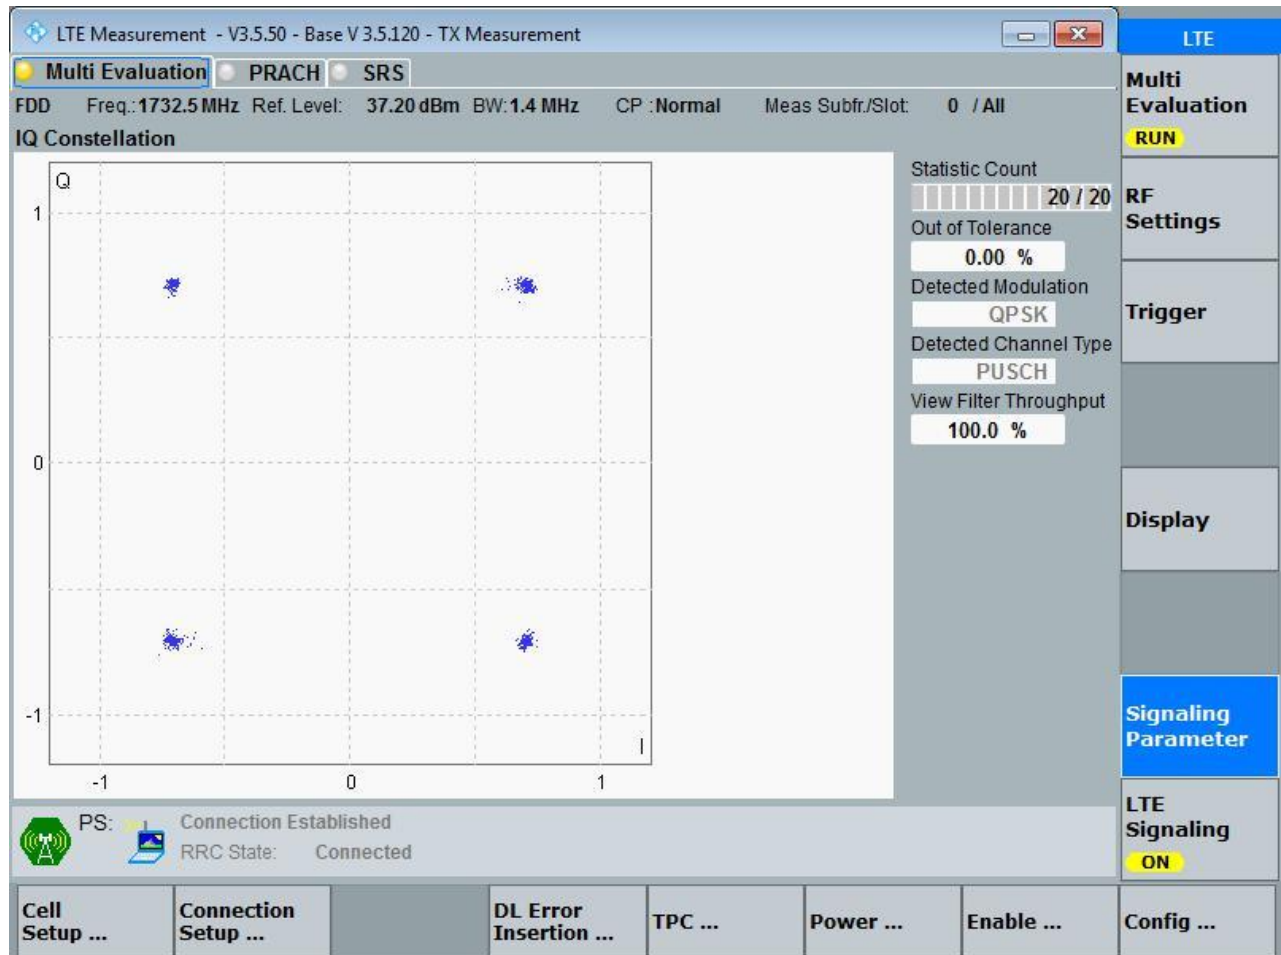 LTE Measurement - V3.5.50 - Base V 3.5.120 - TX Measurement
LTE
Multi Evaluation PRACH SRS
FDD Freq.:1732.5 MHz Ref. Level: 37.20 dBm BW:1.4 MHz CP :Normal Meas Subfr./Slot: 0 / All
IQ Constellation
Q
1
0
-1
I
-1 0 1
Statistic Count
20 / 20
Out of Tolerance
0.00 %
Detected Modulation
QPSK
Detected Channel Type
PUSCH
View Filter Throughput
100.0 %
Multi
Evaluation
RUN
RF
Settings
Trigger
Display
Signaling
Parameter
LTE
Signaling
ON
PS: Connection Established
RRC State: Connected
Cell
Setup ...
Connection
Setup ...
DL Error
Insertion ...
TPC ...
Power ...
Enable ...
Config ...